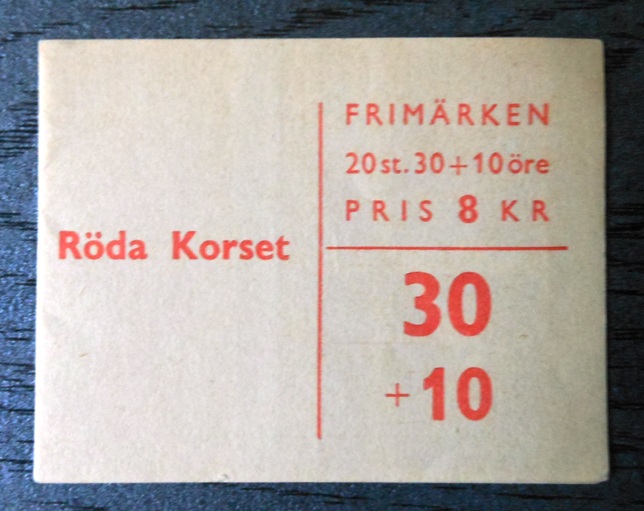 Röda Korset
FRIMÄRKEN
20 st. 30+10 öre
PRIS 8 KR
30
+10